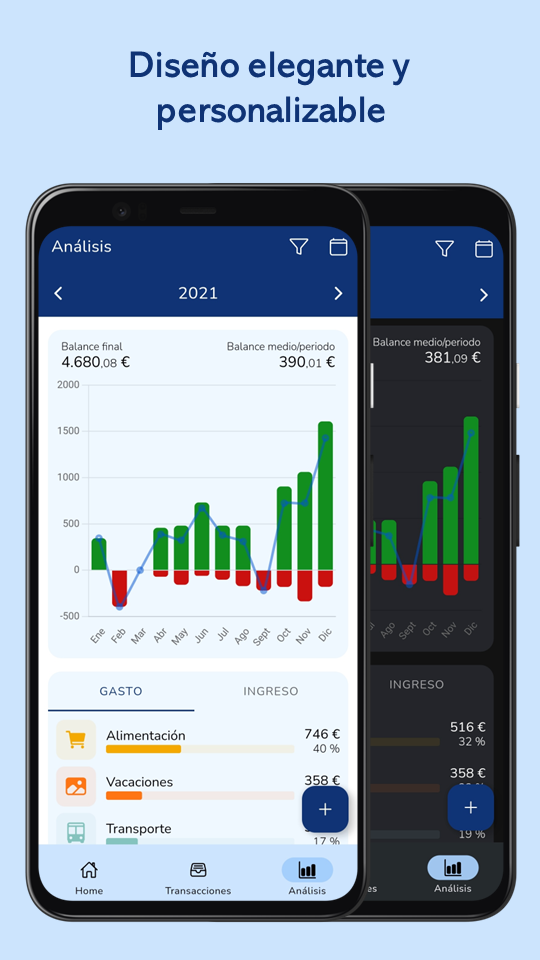 Diseño elegante y
personalizable
Análisis
2021
Balance final
4.680,08 €
Balance medio/periodo
390,01 €
2000
1500
1000
500
0
-500
Ene
Feb
Mar
Abr
May
Jun
Jul
Ago
Sept
Oct
Nov
Dic
GASTO
INGRESO
Alimentación
746 €
40 %
Vacaciones
358 €
Transporte
17 %
Home
Transacciones
Análisis
Balance medio/periodo
381,09 €
Ago
Sept
Oct
Nov
Dic
INGRESO
516 €
32 %
358 €
19 %
es
Análisis